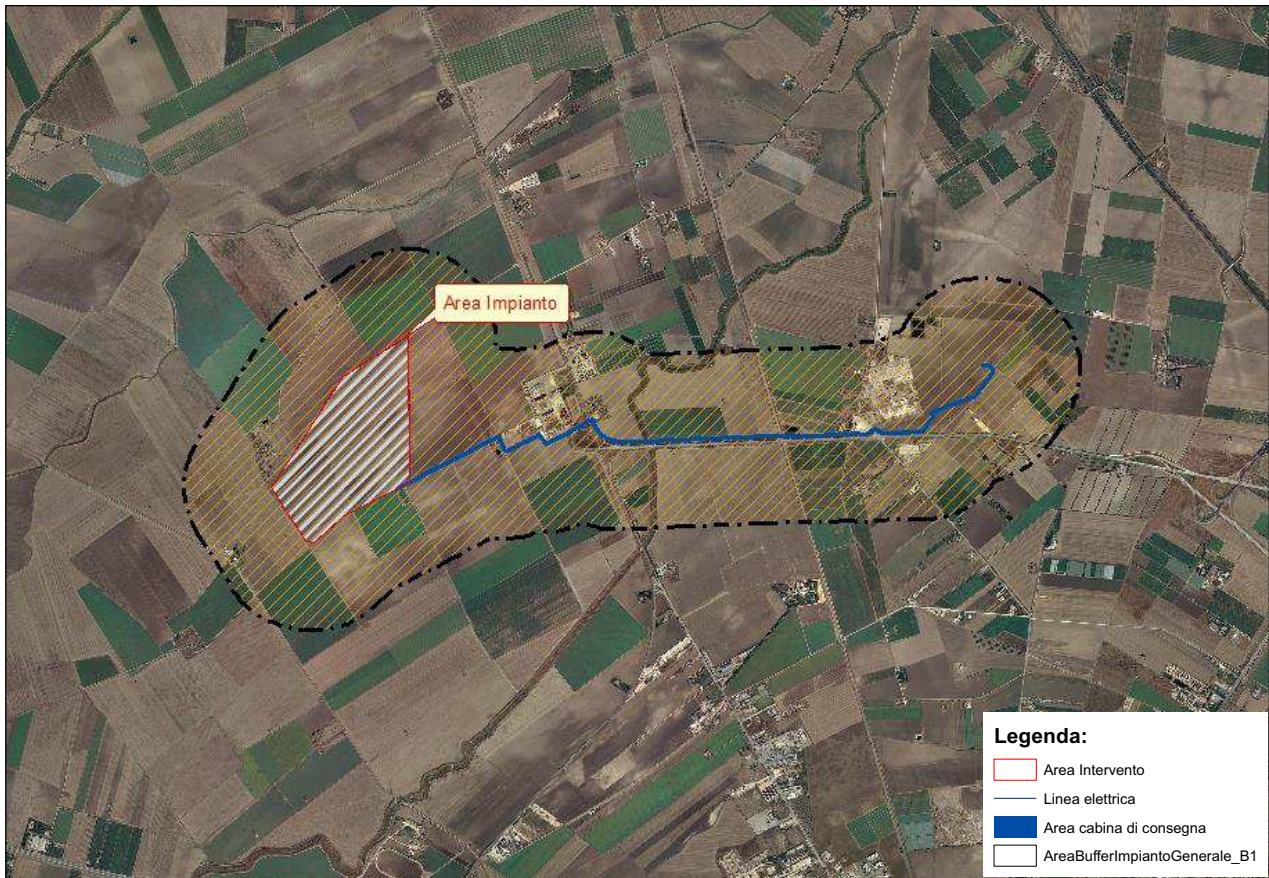 Area Impianto
Legenda:
Area Intervento
Linea elettrica
Area cabina di consegna
AreaBufferImpiantoGenerale_B1